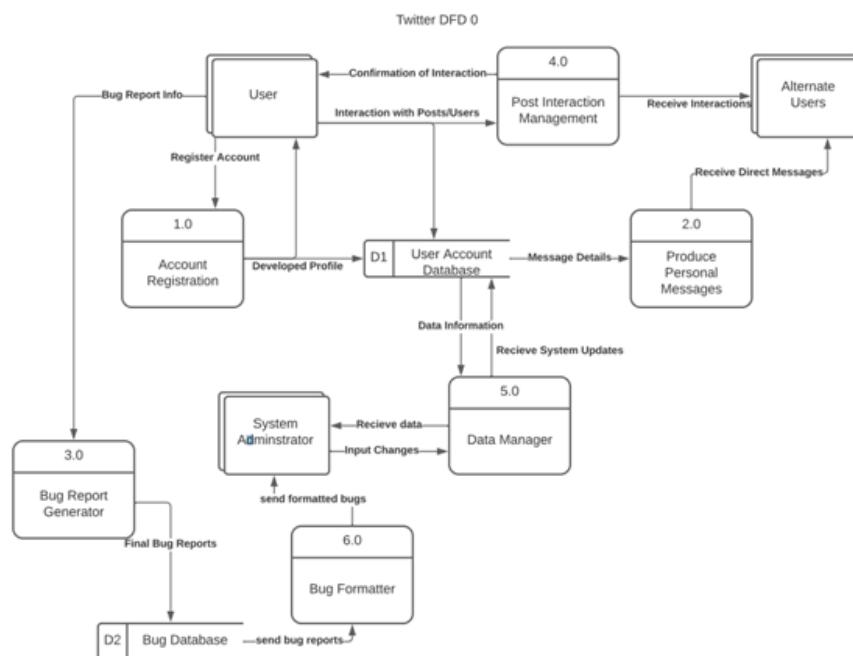 Twitter DFD 0
User
Confirmation of Interaction
4.0
Post Interaction
Management
Alternate
Users
Bug Report Info
Interaction with Posts/Users
Receive Interactions
Register Account
Receive Direct Messages
1.0
Account
Registration
Developed Profile
D1
User Account
Database
Message Details
2.0
Produce
Personal
Messages
Data Information
Recieve System Updates
5.0
Data Manager
System
Adminstrator
Recieve data
Input Changes
3.0
Bug Report
Generator
send formatted bugs
Final Bug Reports
6.0
Bug Formatter
D2
Bug Database
send bug reports